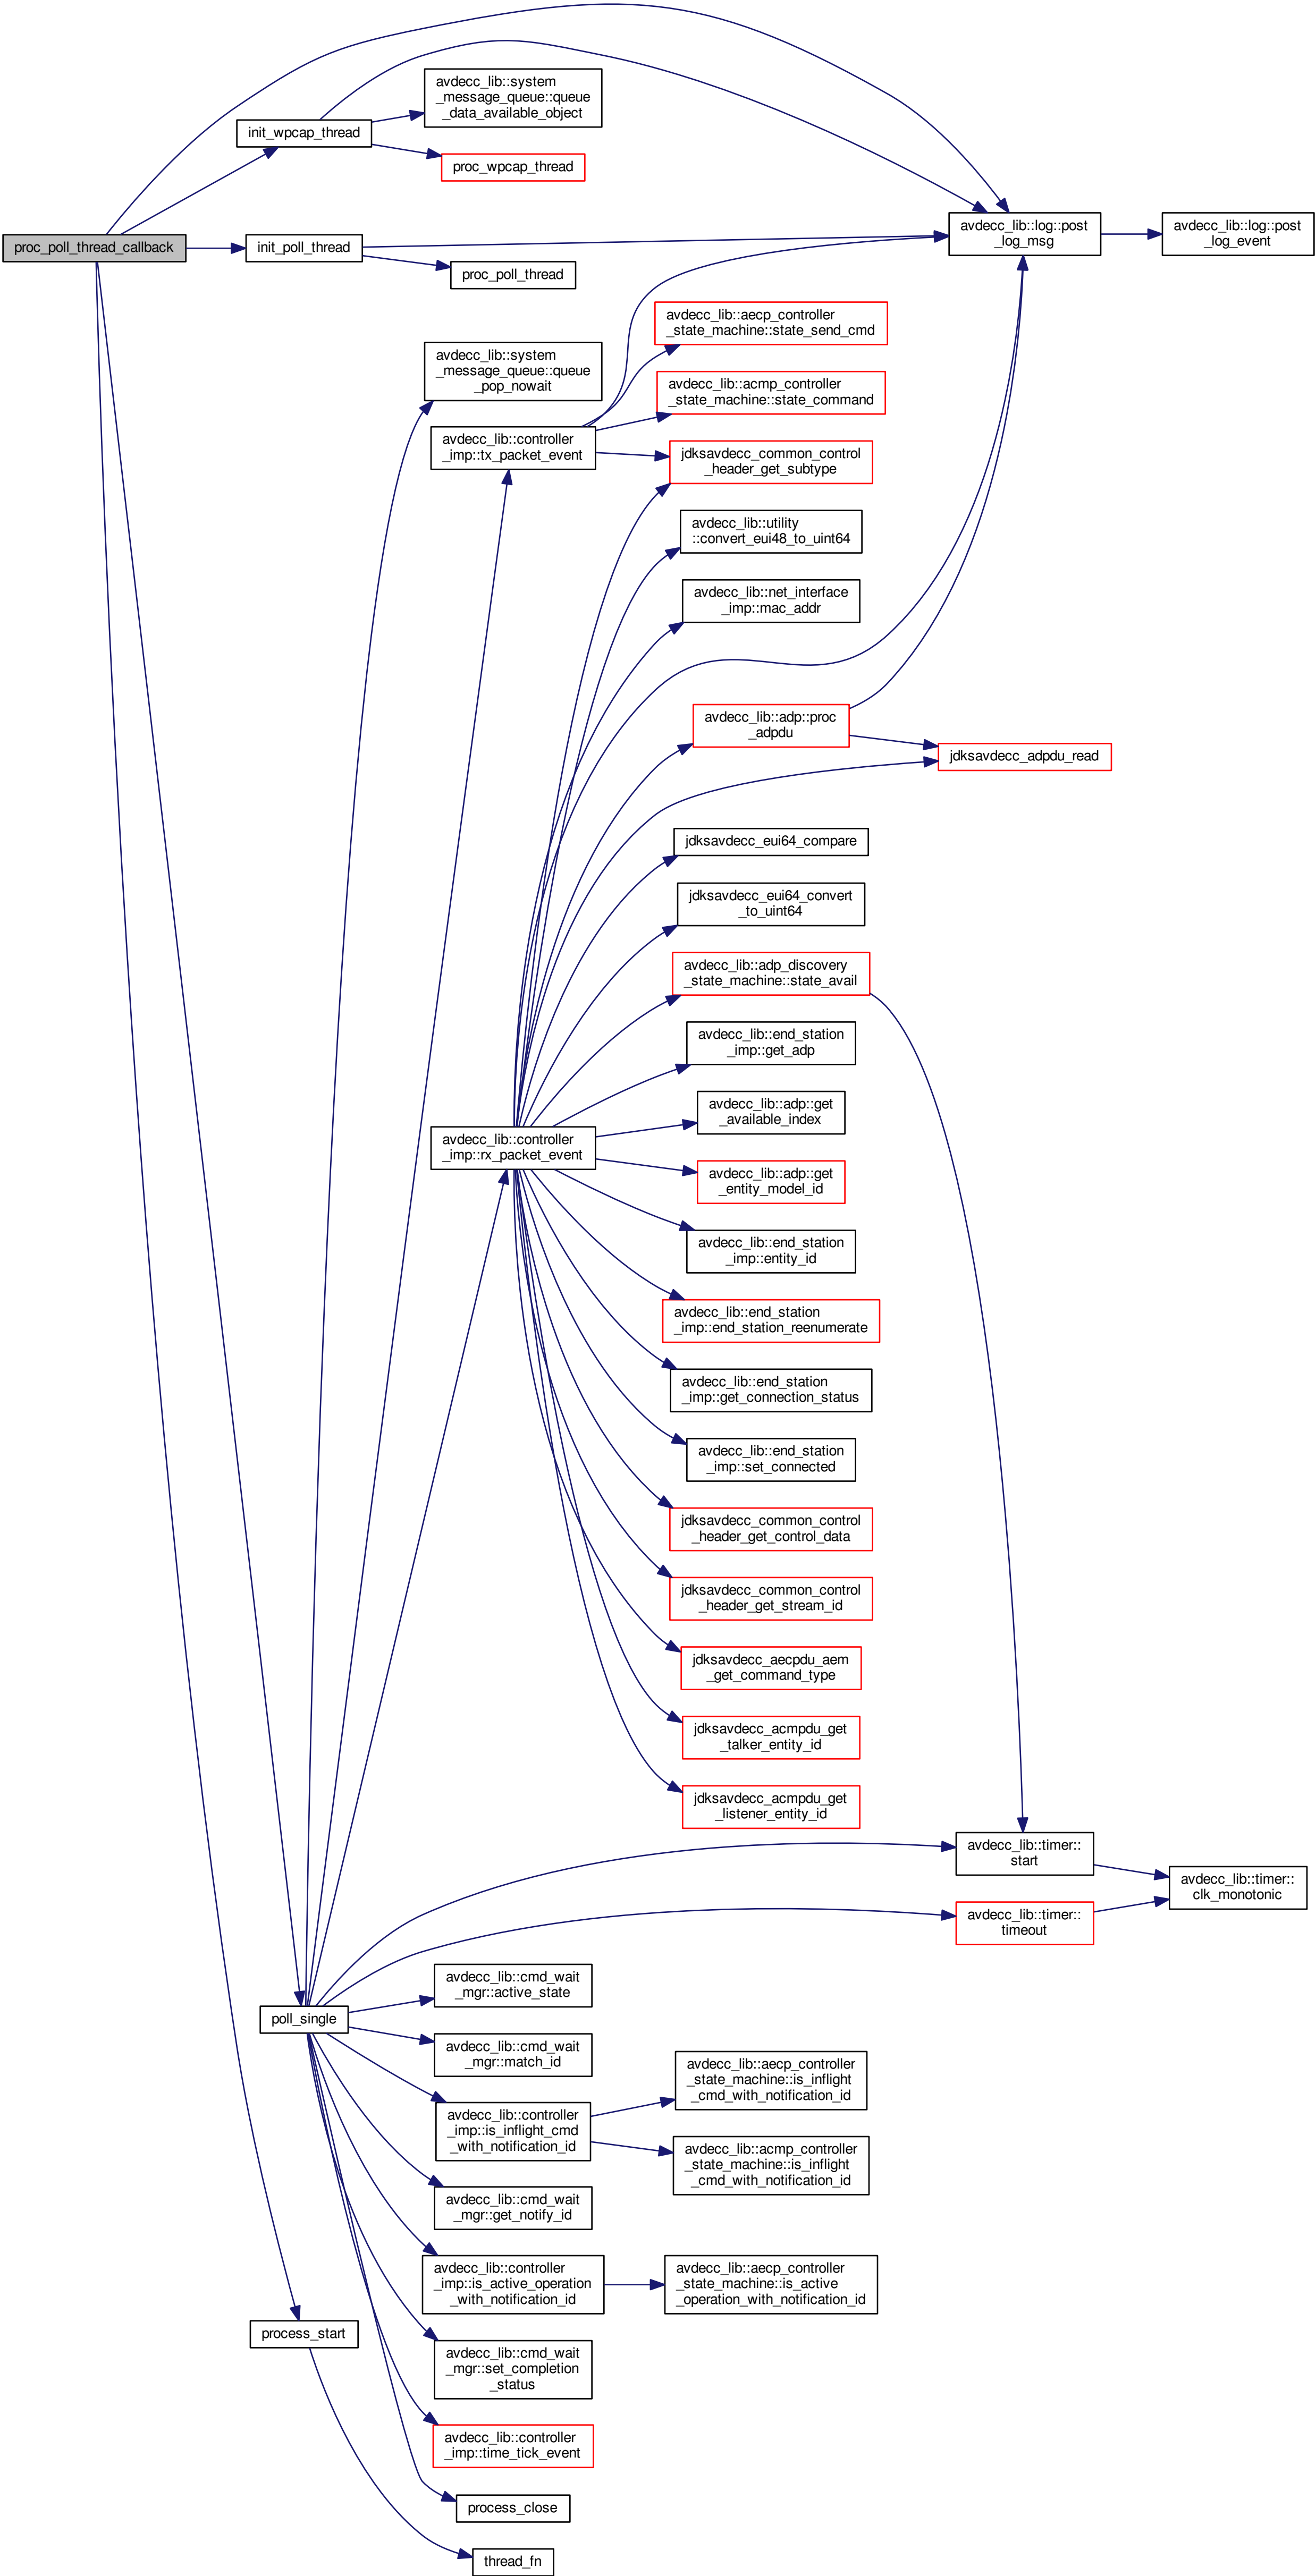 avdecc_lib::system
_message_queue::queue
_data_available_object
init_wpcap_thread
proc_wpcap_thread
proc_poll_thread_callback
init_poll_thread
avdecc_lib::log::post
_log_msg
avdecc_lib::log::post
_log_event
proc_poll_thread
avdecc_lib::aecp_controller
_state_machine::state_send_cmd
avdecc_lib::system
_message_queue::queue
_pop_nowait
avdecc_lib::acmp_controller
_state_machine::state_command
avdecc_lib::controller
_imp::tx_packet_event
jdksavdecc_common_control
_header_get_subtype
avdecc_lib::utility
::convert_eui48_to_uint64
avdecc_lib::net_interface
_imp::mac_addr
avdecc_lib::adp::proc
_adpdu
jdksavdecc_adpdu_read
jdksavdecc_eui64_compare
jdksavdecc_eui64_convert
_to_uint64
avdecc_lib::adp_discovery
_state_machine::state_avail
avdecc_lib::end_station
_imp::get_adp
avdecc_lib::adp::get
_available_index
avdecc_lib::controller
_imp::rx_packet_event
avdecc_lib::adp::get
_entity_model_id
avdecc_lib::end_station
_imp::entity_id
avdecc_lib::end_station
_imp::end_station_reenumerate
avdecc_lib::end_station
_imp::get_connection_status
avdecc_lib::end_station
_imp::set_connected
jdksavdecc_common_control
_header_get_control_data
jdksavdecc_common_control
_header_get_stream_id
jdksavdecc_aecpdu_aem
_get_command_type
jdksavdecc_acmpdu_get
_talker_entity_id
jdksavdecc_acmpdu_get
_listener_entity_id
avdecc_lib::timer::
start
avdecc_lib::timer::
clk_monotonic
avdecc_lib::timer::
timeout
avdecc_lib::cmd_wait
_mgr::active_state
poll_single
avdecc_lib::cmd_wait
_mgr::match_id
avdecc_lib::aecp_controller
_state_machine::is_inflight
_cmd_with_notification_id
avdecc_lib::controller
_imp::is_inflight_cmd
_with_notification_id
avdecc_lib::acmp_controller
_state_machine::is_inflight
_cmd_with_notification_id
avdecc_lib::cmd_wait
_mgr::get_notify_id
avdecc_lib::controller
_imp::is_active_operation
_with_notification_id
avdecc_lib::aecp_controller
_state_machine::is_active
_operation_with_notification_id
process_start
avdecc_lib::cmd_wait
_mgr::set_completion
_status
avdecc_lib::controller
_imp::time_tick_event
process_close
thread_fn